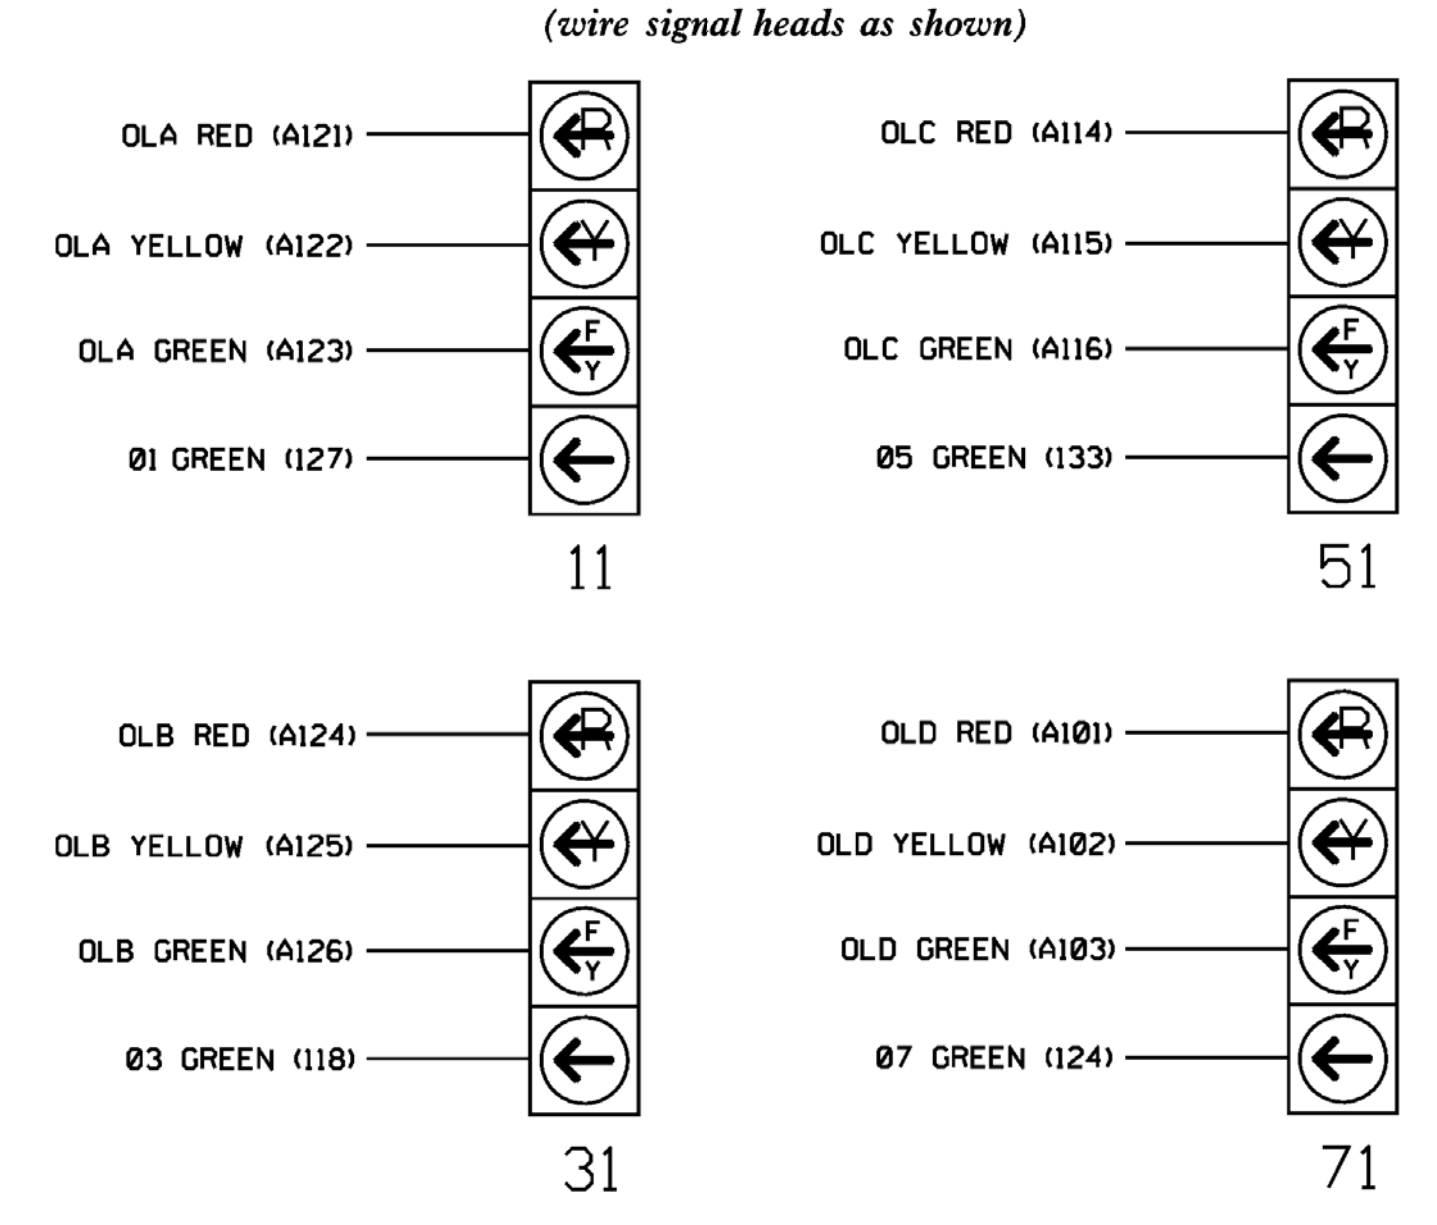 (wire signal heads as shown)
OLA RED (A121)
R
OLA YELLOW (A122)
Y
OLA GREEN (A123)
F
Y
01 GREEN (127)
11
OLC RED (A114)
R
OLC YELLOW (A115)
Y
OLC GREEN (A116)
F
Y
05 GREEN (133)
51
OLB RED (A124)
R
OLB YELLOW (A125)
Y
OLB GREEN (A126)
F
Y
03 GREEN (118)
31
OLD RED (A101)
R
OLD YELLOW (A102)
Y
OLD GREEN (A103)
F
Y
07 GREEN (124)
71